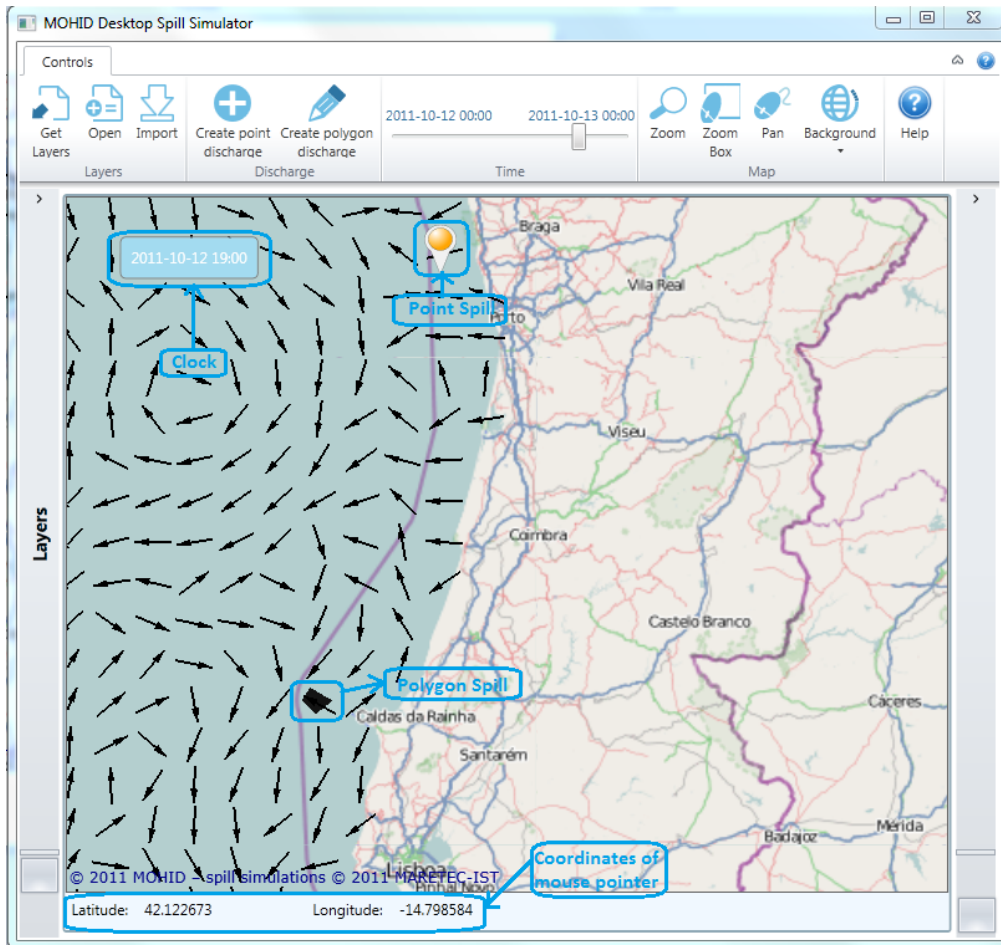 MOHID Desktop Spill Simulator
Controls
Get Layers
Open
Import
Layers
Create point discharge
Create polygon discharge
Discharge
2011-10-12 00:00
2011-10-13 00:00
Time
Zoom
Zoom Box
Pan
Background
Map
Help
Layers
2011-10-12 19:00
Clock
Point Spill
Braga
Vila Real
Porto
Viseu
Coimbra
Castelo Branco
Polygon Spill
Caldas da Rainha
Cáceres
Santarém
Badajoz
Mérida
Lisboa
Pinhal Novo
© 2011 MOHID – spill simulations © 2011 MARETEC-IST
Coordinates of
mouse pointer
Latitude: 42.122673 Longitude: -14.798584